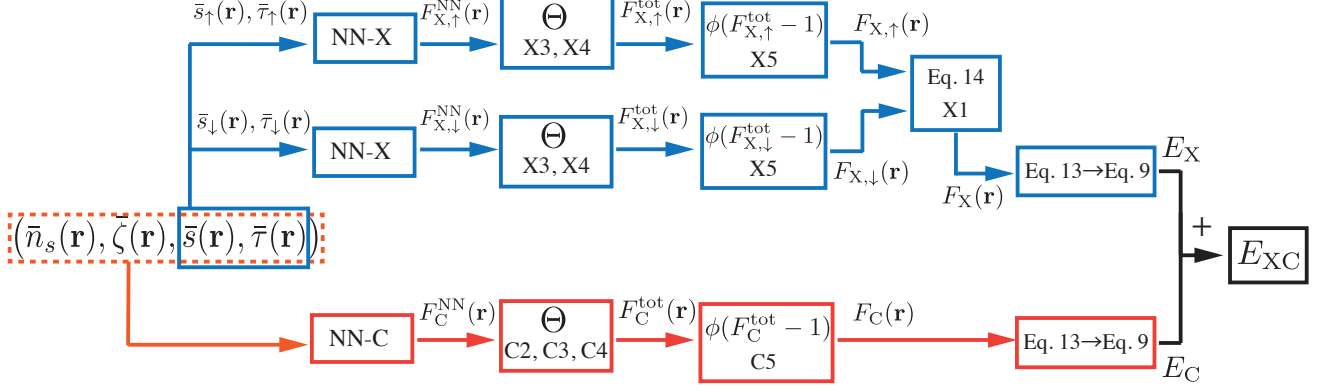 s̄↑(𝐫), τ̄↑(𝐫)
NN-X
F^NN_X,↑(𝐫)
Θ
X3, X4
F^tot_X,↑(𝐫)
ϕ(F^tot_X,↑ − 1)
X5
F_X,↑(𝐫)
s̄↓(𝐫), τ̄↓(𝐫)
NN-X
F^NN_X,↓(𝐫)
Θ
X3, X4
F^tot_X,↓(𝐫)
ϕ(F^tot_X,↓ − 1)
X5
F_X,↓(𝐫)
Eq. 14
X1
F_X(𝐫)
Eq. 13→Eq. 9
E_X
(n̄_s(𝐫), ζ̄(𝐫), s̄(𝐫), τ̄(𝐫))
NN-C
F^NN_C(𝐫)
Θ
C2, C3, C4
F^tot_C(𝐫)
ϕ(F^tot_C − 1)
C5
F_C(𝐫)
Eq. 13→Eq. 9
E_C
+
E_XC